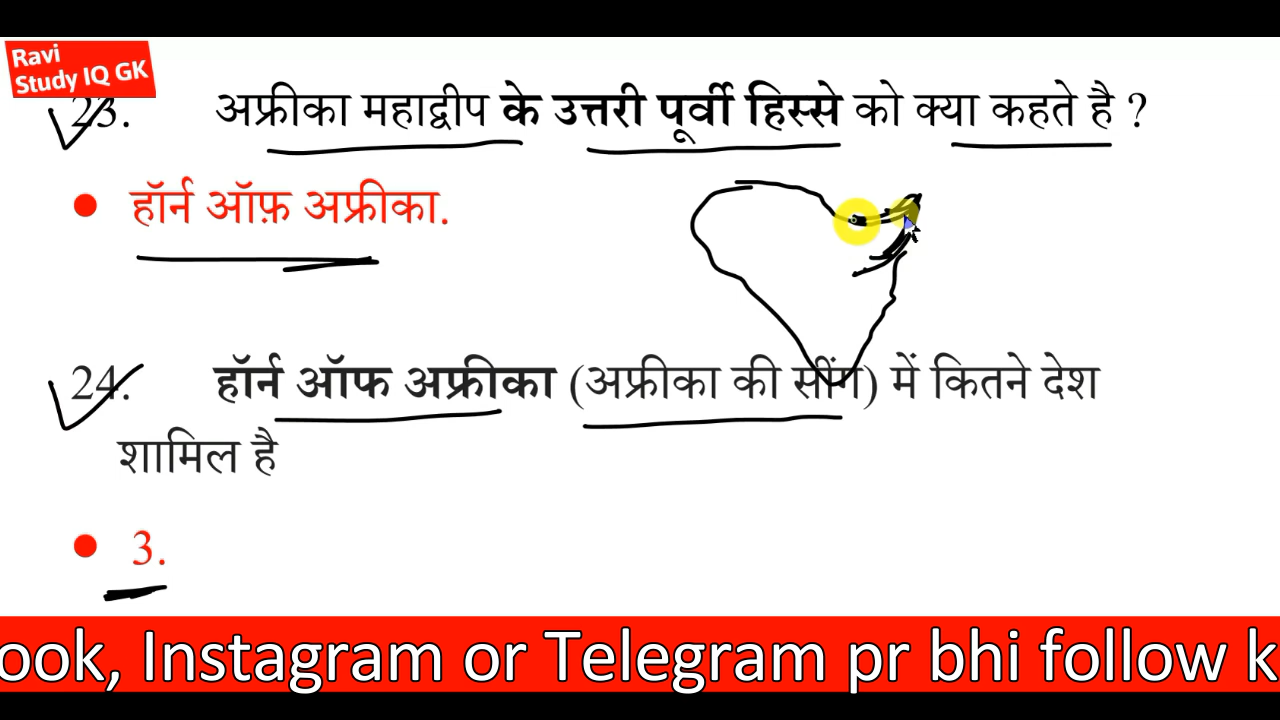 Ravi
Study IQ GK
23. अफ्रीका महाद्वीप के उत्तरी पूर्वी हिस्से को क्या कहते है ?
• हॉर्न ऑफ़ अफ्रीका.
24. हॉर्न ऑफ अफ्रीका (अफ्रीका की सींग) में कितने देश
शामिल है
• 3.
ook, Instagram or Telegram pr bhi follow k